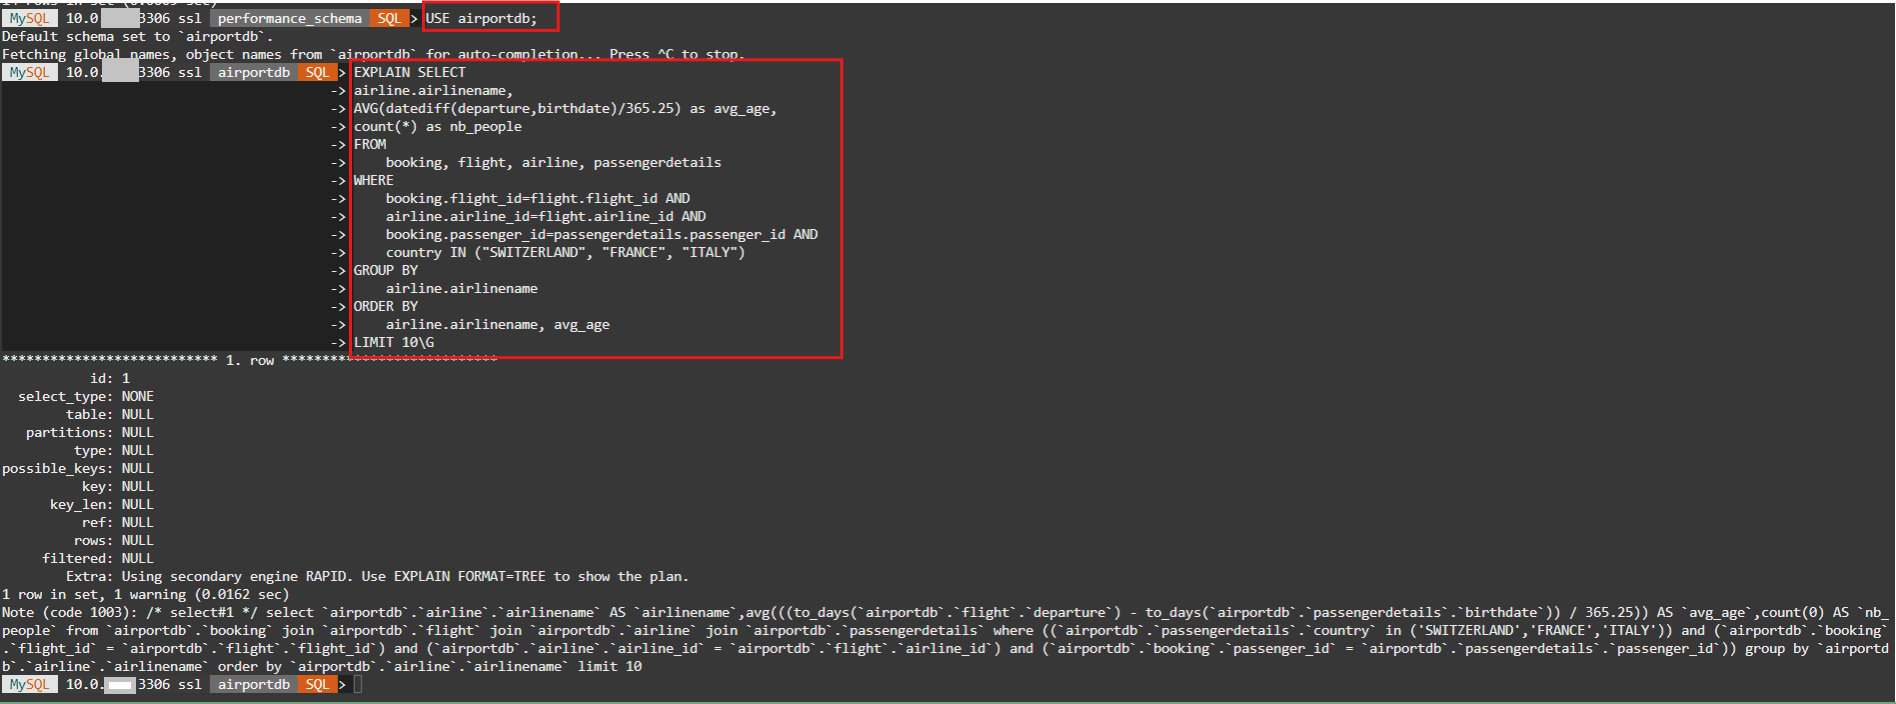 MySQL 10.0 3306 ssl performance_schema SQL > USE airportdb;
Default schema set to `airportdb`.
Fetching global names, object names from `airportdb` for auto-completion... Press ^C to stop.
MySQL 10.0. 3306 ssl airportdb SQL > EXPLAIN SELECT
-> airline.airlinename,
-> AVG(datediff(departure,birthdate)/365.25) as avg_age,
-> count(*) as nb_people
-> FROM
-> booking, flight, airline, passengerdetails
-> WHERE
-> booking.flight_id=flight.flight_id AND
-> airline.airline_id=flight.airline_id AND
-> booking.passenger_id=passengerdetails.passenger_id AND
-> country IN ("SWITZERLAND", "FRANCE", "ITALY")
-> GROUP BY
-> airline.airlinename
-> ORDER BY
-> airline.airlinename, avg_age
-> LIMIT 10\G
*************************** 1. row ***************************
id: 1
select_type: NONE
table: NULL
partitions: NULL
type: NULL
possible_keys: NULL
key: NULL
key_len: NULL
ref: NULL
rows: NULL
filtered: NULL
Extra: Using secondary engine RAPID. Use EXPLAIN FORMAT=TREE to show the plan.
1 row in set, 1 warning (0.0162 sec)
Note (code 1003): /* select#1 */ select `airportdb`.`airline`.`airlinename` AS `airlinename`,avg(((to_days(`airportdb`.`flight`.`departure`) - to_days(`airportdb`.`passengerdetails`.`birthdate`)) / 365.25)) AS `avg_age`,count(0) AS `nb_
people` from `airportdb`.`booking` join `airportdb`.`flight` join `airportdb`.`airline` join `airportdb`.`passengerdetails` where ((`airportdb`.`passengerdetails`.`country` in ('SWITZERLAND','FRANCE','ITALY')) and (`airportdb`.`booking`
.`flight_id` = `airportdb`.`flight`.`flight_id`) and (`airportdb`.`airline`.`airline_id` = `airportdb`.`flight`.`airline_id`) and (`airportdb`.`booking`.`passenger_id` = `airportdb`.`passengerdetails`.`passenger_id`)) group by `airportd
b`.`airline`.`airlinename` order by `airportdb`.`airline`.`airlinename` limit 10
MySQL 10.0. 3306 ssl airportdb SQL >